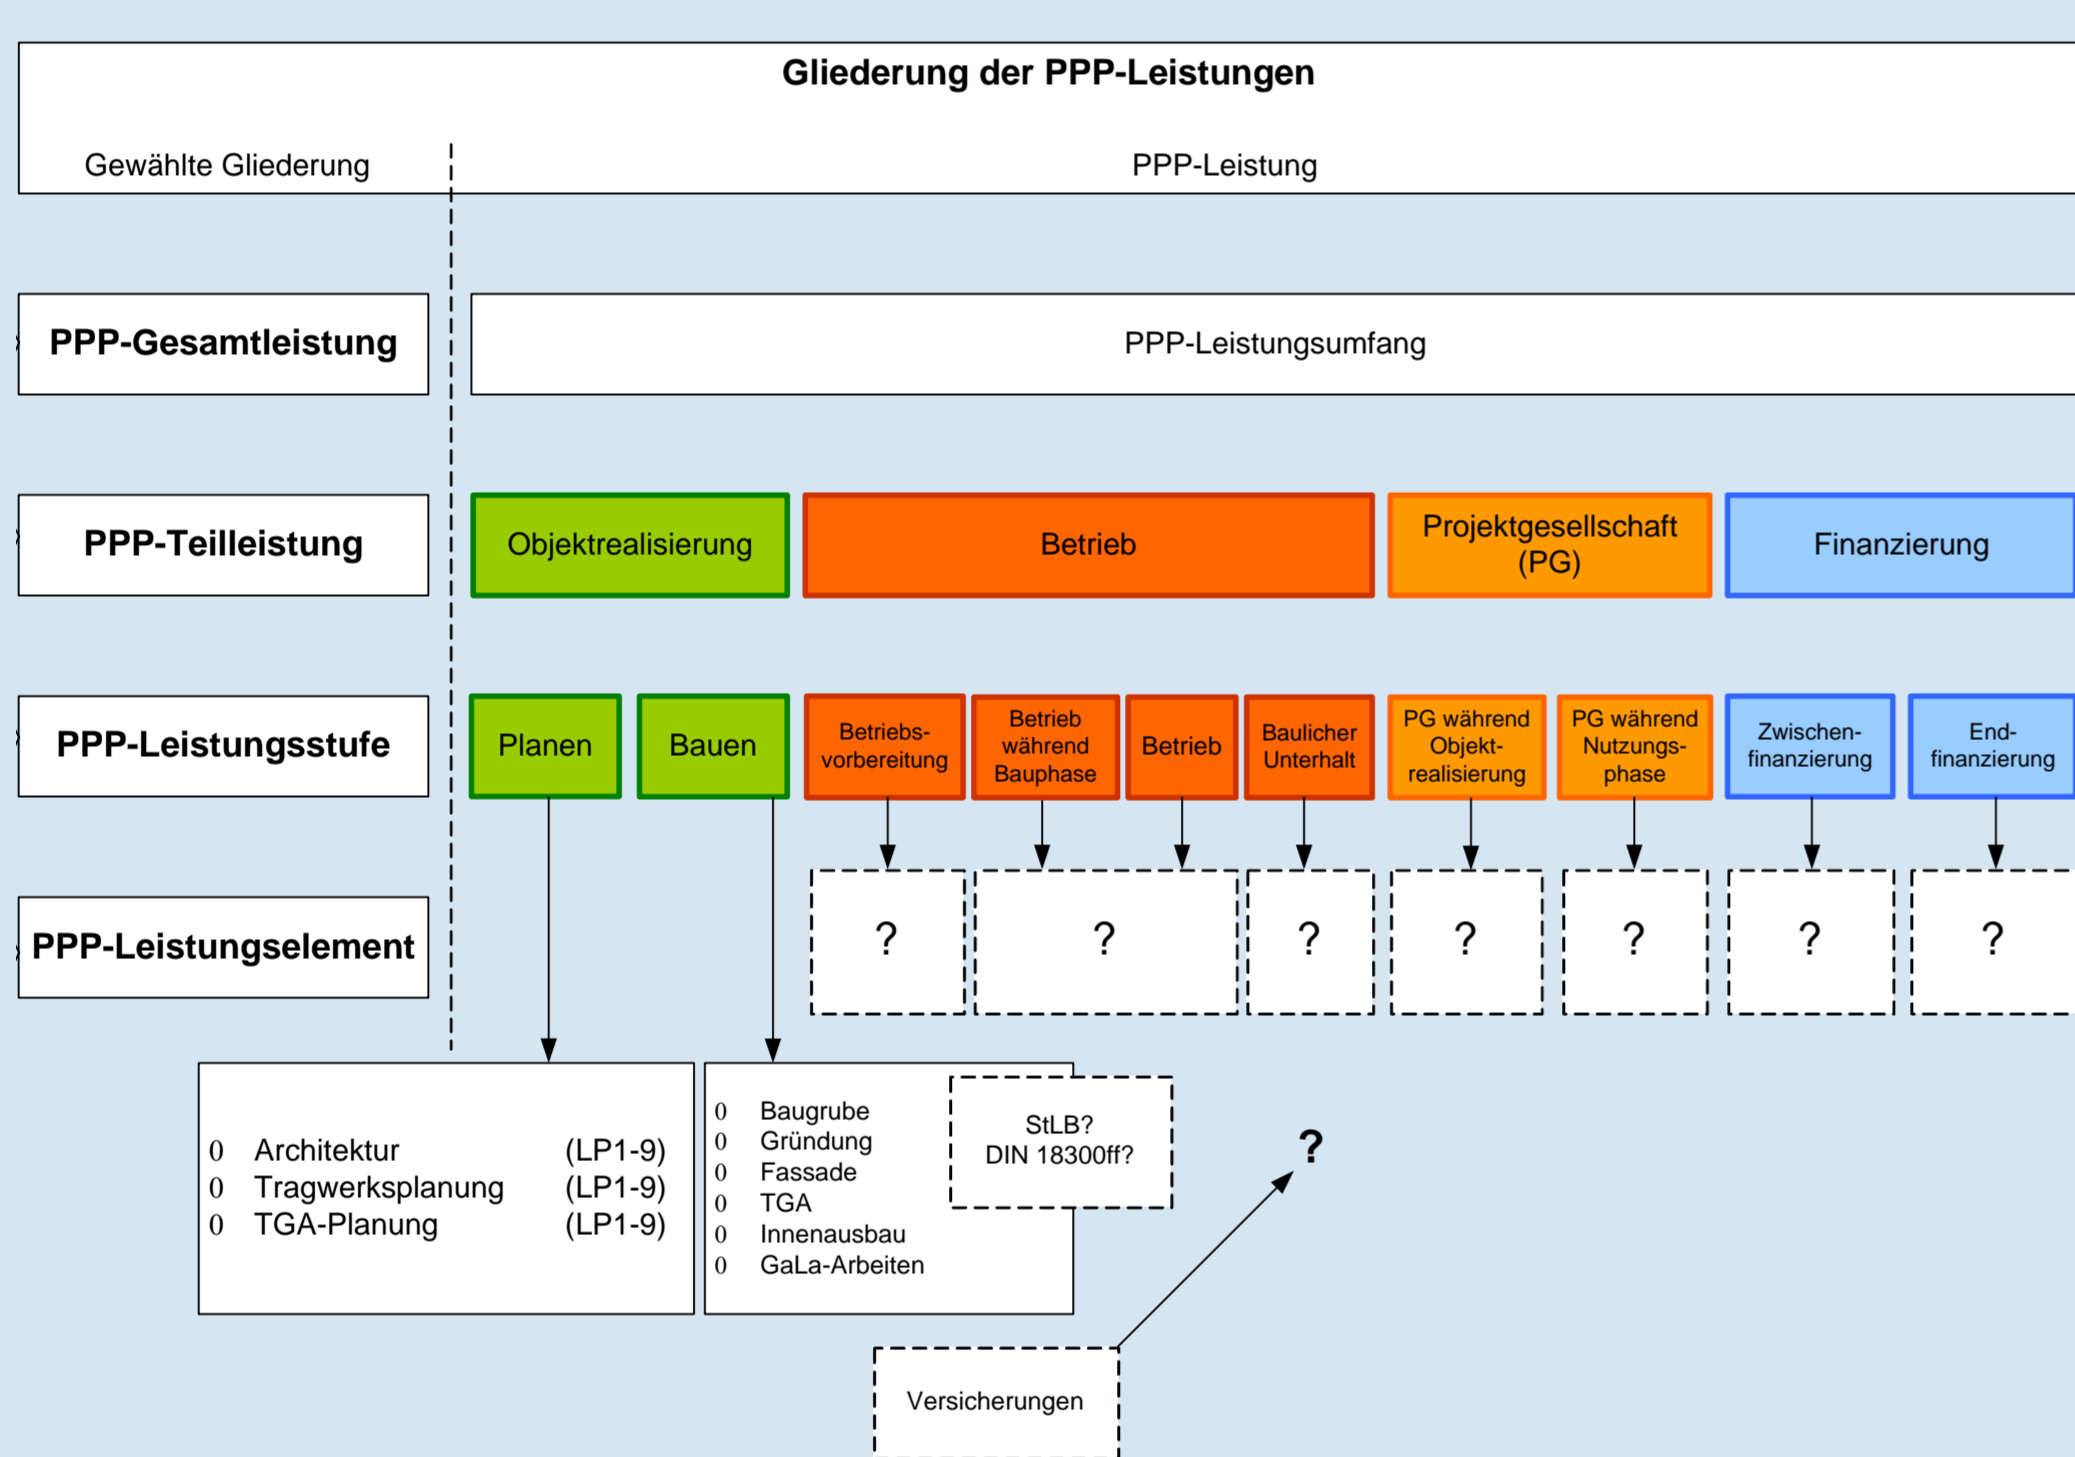 Gliederung der PPP-Leistungen
Gewählte Gliederung
PPP-Leistung
PPP-Gesamtleistung
PPP-Leistungsumfang
PPP-Teilleistung
Objektrealisierung
Betrieb
Projektgesellschaft
(PG)
Finanzierung
PPP-Leistungsstufe
Planen
Bauen
Betriebs-
vorbereitung
Betrieb
während
Bauphase
Betrieb
Baulicher
Unterhalt
PG während
Objekt-
realisierung
PG während
Nutzungs-
phase
Zwischen-
finanzierung
End-
finanzierung
PPP-Leistungselement
?
?
?
?
?
?
?
0 Architektur (LP1-9)
0 Tragwerksplanung (LP1-9)
0 TGA-Planung (LP1-9)
0 Baugrube
0 Gründung
0 Fassade
0 TGA
0 Innenausbau
0 GaLa-Arbeiten
StLB?
DIN 18300ff?
?
Versicherungen